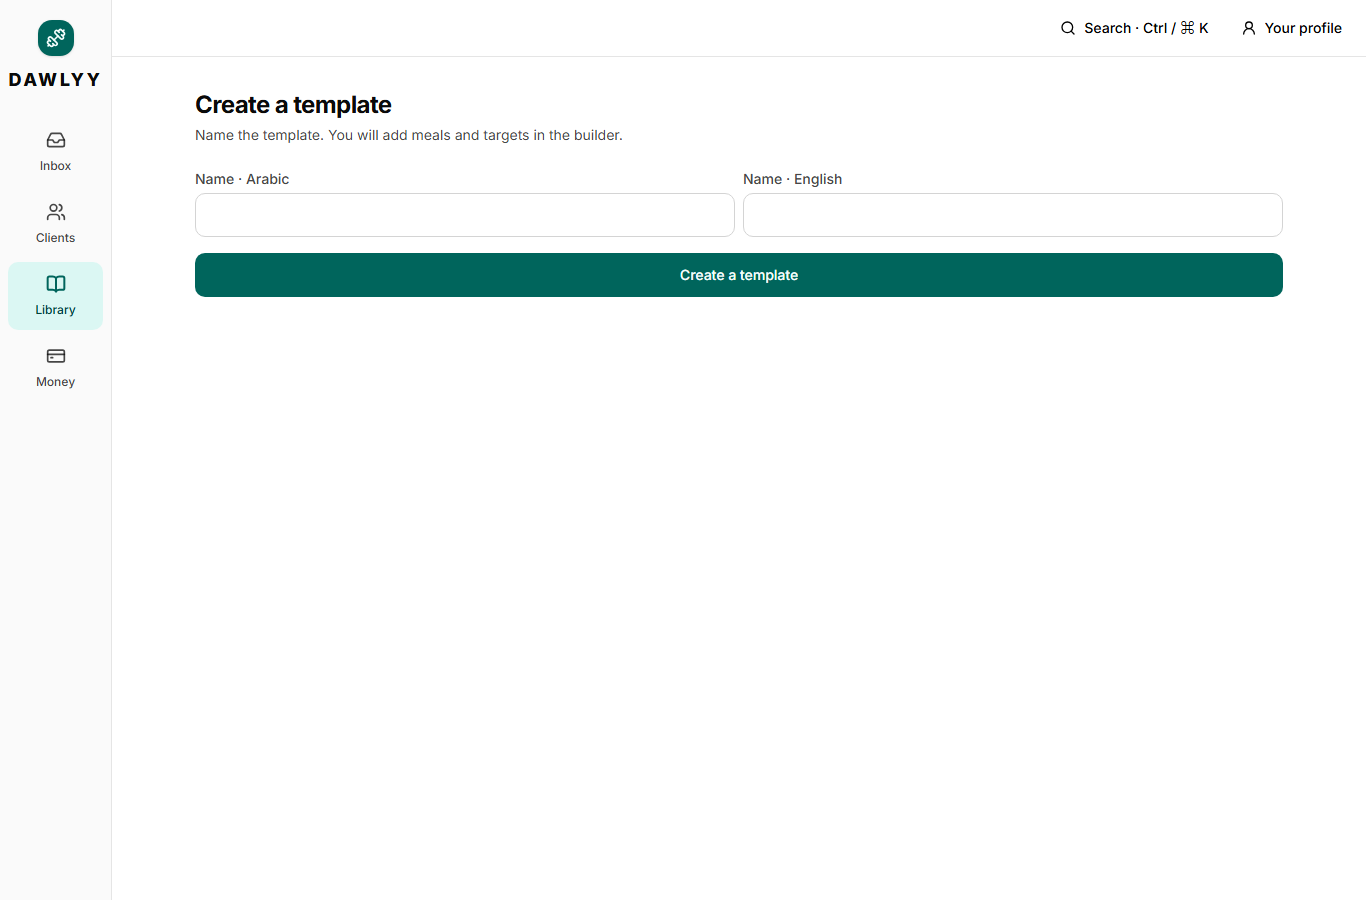 DAWLYY
Inbox
Clients
Library
Money
Search · Ctrl / ⌘ K
Your profile
Create a template
Name the template. You will add meals and targets in the builder.
Name · Arabic
Name · English
Create a template